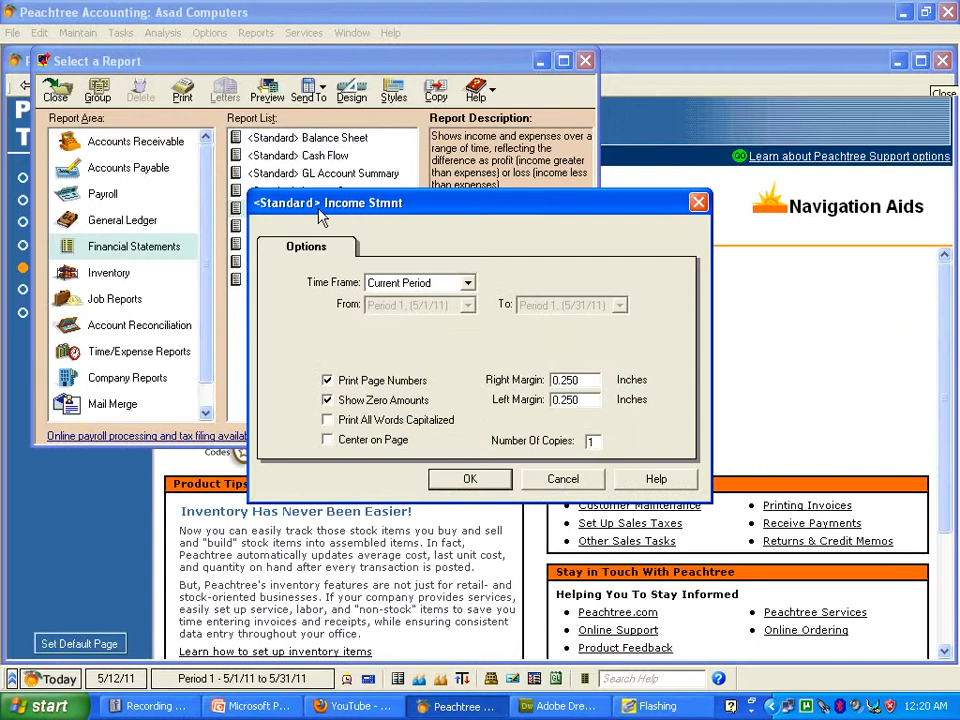 Peachtree Accounting: Asad Computers
File Edit Maintain Tasks Analysis Options Reports Services Window Help
Select a Report
Close Group Delete Print Letters Preview Send To Design Styles Copy Help
Close
Report Area:
Accounts Receivable
Accounts Payable
Payroll
General Ledger
Financial Statements
Inventory
Job Reports
Account Reconciliation
Time/Expense Reports
Company Reports
Mail Merge
Report List:
<Standard> Balance Sheet
<Standard> Cash Flow
<Standard> GL Account Summary
Report Description:
Shows income and expenses over a
range of time, reflecting the
difference as profit (income greater
than expenses) or loss (income less
than expenses)
Online payroll processing and tax filing availa
Learn about Peachtree Support options
Navigation Aids
<Standard> Income Stmnt
Options
Time Frame: Current Period
From: Period 1, (5/1/11) To: Period 1, (5/31/11)
Print Page Numbers Right Margin: 0.250 Inches
Show Zero Amounts Left Margin: 0.250 Inches
Print All Words Capitalized
Center on Page Number Of Copies: 1
OK Cancel Help
Codes
Product Tips
Inventory Has Never Been Easier!
Now you can easily track those stock items you buy and sell
and "build" stock items into assembled items. In fact,
Peachtree automatically updates average cost, last unit cost,
and quantity on hand after every transaction is posted.
But, Peachtree's inventory features are not just for retail- and
stock-oriented businesses. If your company provides services,
easily set up service, labor, and "non-stock" items to save you
time entering invoices and receipts, while ensuring consistent
data entry throughout your office.
Learn how to set up inventory items
Customer Maintenance Printing Invoices
Set Up Sales Taxes Receive Payments
Other Sales Tasks Returns & Credit Memos
Stay in Touch With Peachtree
Helping You To Stay Informed
Peachtree.com Peachtree Services
Online Support Online Ordering
Product Feedback
Set Default Page
Today 5/12/11 Period 1 - 5/1/11 to 5/31/11 Search Help
start Recording ... Microsoft P... YouTube - ... Peachtree ... Adobe Dre... Flashing 12:20 AM